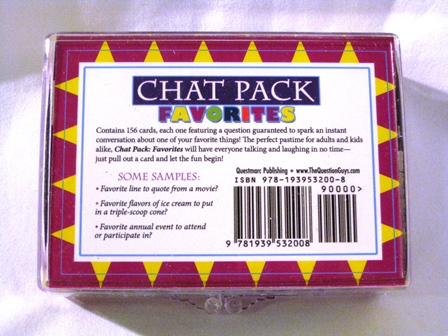 CHAT PACK
FAVORITES
Contains 156 cards, each one featuring a question guaranteed to spark an instant
conversation about one of your favorite things! The perfect pastime for adults and kids
alike, Chat Pack: Favorites will have everyone talking and laughing in no time—
just pull out a card and let the fun begin!
SOME SAMPLES:
• Favorite line to quote from a movie?
• Favorite flavors of ice cream to put
in a triple-scoop cone?
• Favorite annual event to attend
or participate in?
Questmarc Publishing • www.TheQuestionGuys.com
ISBN 978-193953200-8
90000>
9 781939 532008